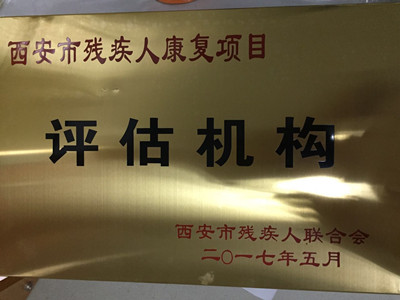 西安市残疾人康复项目
评估机构
西安市残疾人联合会
二〇一七年五月